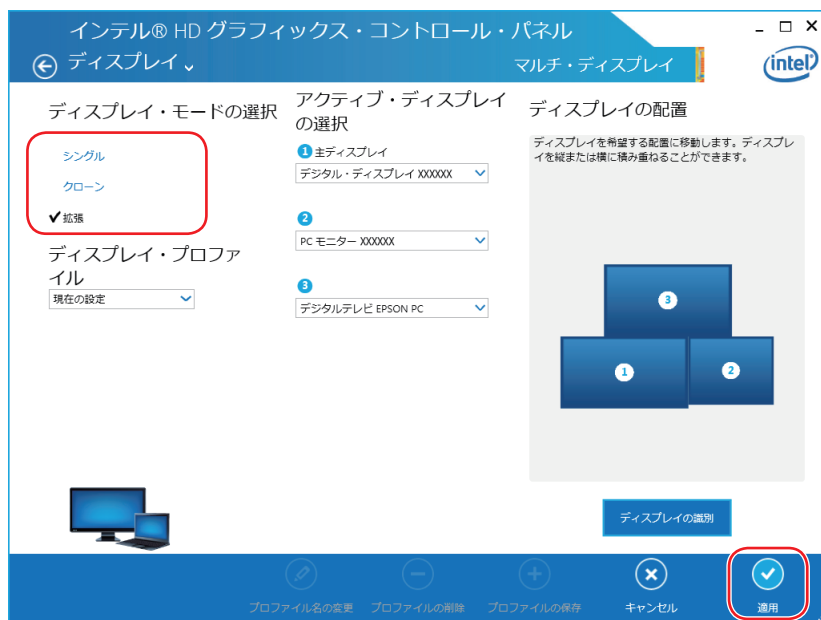 インテル® HD グラフィックス・コントロール・パネル
ディスプレイ
マルチ・ディスプレイ
intel
ディスプレイ・モードの選択
シングル
クローン
拡張
ディスプレイ・プロファ
イル
現在の設定
アクティブ・ディスプレイ
の選択
1 主ディスプレイ
デジタル・ディスプレイ XXXXXX
2
PC モニター XXXXXX
3
デジタルテレビ EPSON PC
ディスプレイの配置
ディスプレイを希望する配置に移動します。ディスプレ
イを縦または横に積み重ねることができます。
3
1
2
ディスプレイの識別
プロファイル名の変更
プロファイルの削除
プロファイルの保存
キャンセル
適用